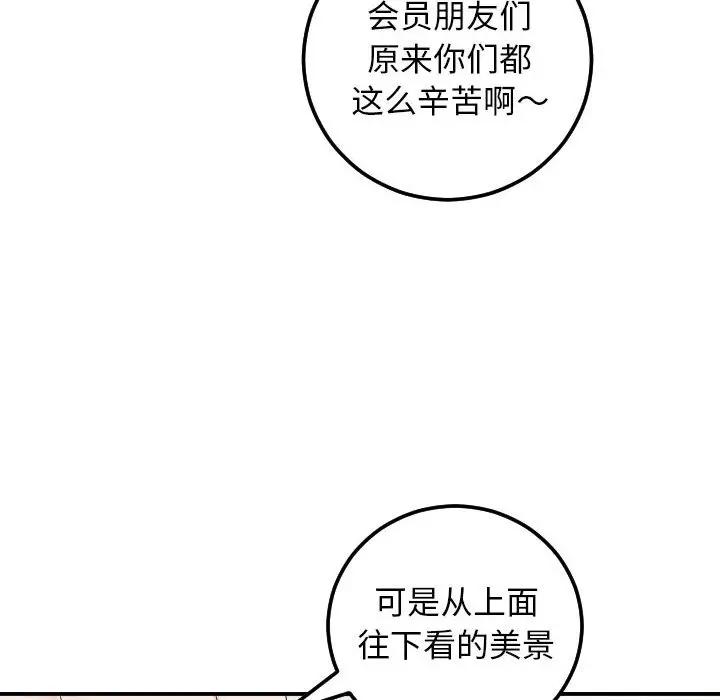 会员朋友们
原来你们都
这么辛苦啊～
可是从上面
往下看的美景